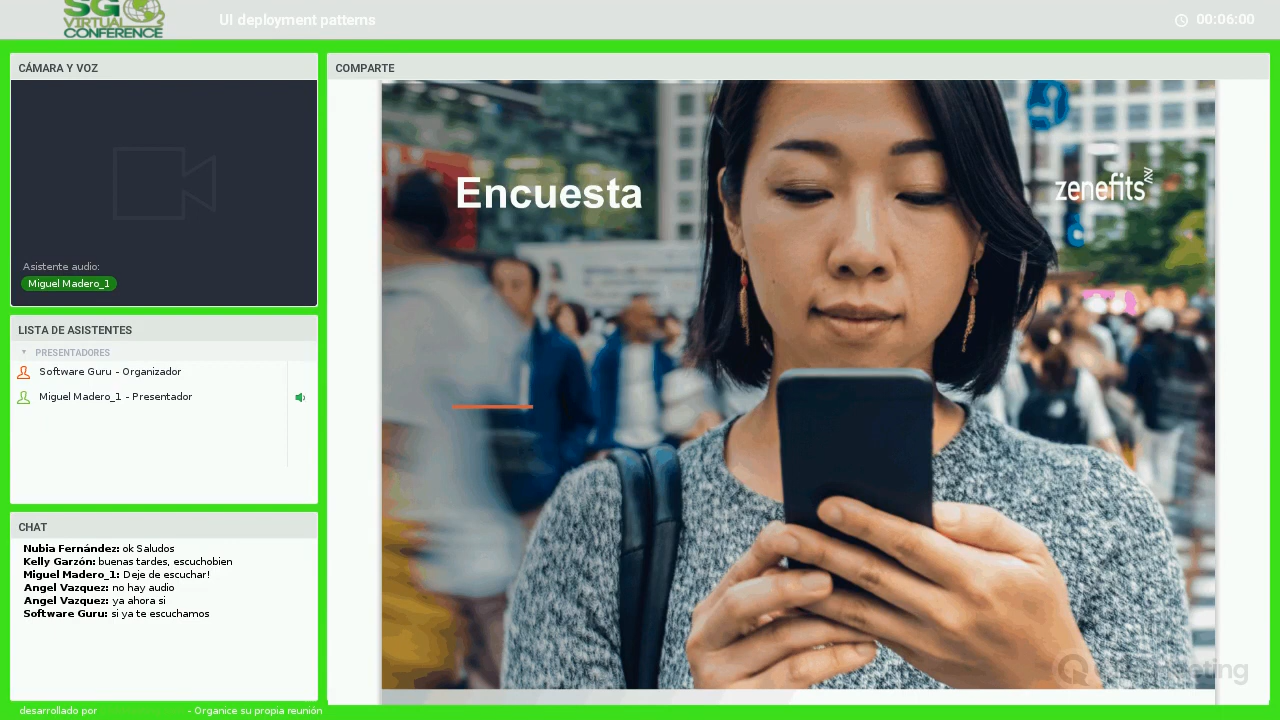 SG
VIRTUAL
CONFERENCE
UI deployment patterns
00:06:00
CÁMARA Y VOZ
Asistente audio:
Miguel Madero_1
LISTA DE ASISTENTES
PRESENTADORES
Software Guru - Organizador
Miguel Madero_1 - Presentador
CHAT
Nubia Fernández: ok Saludos
Kelly Garzón: buenas tardes, escuchobien
Miguel Madero_1: Deje de escuchar!
Angel Vazquez: no hay audio
Angel Vazquez: ya ahora si
Software Guru: si ya te escuchamos
desarrollado por
- Organice su propia reunión
COMPARTE
Encuesta
zenefits